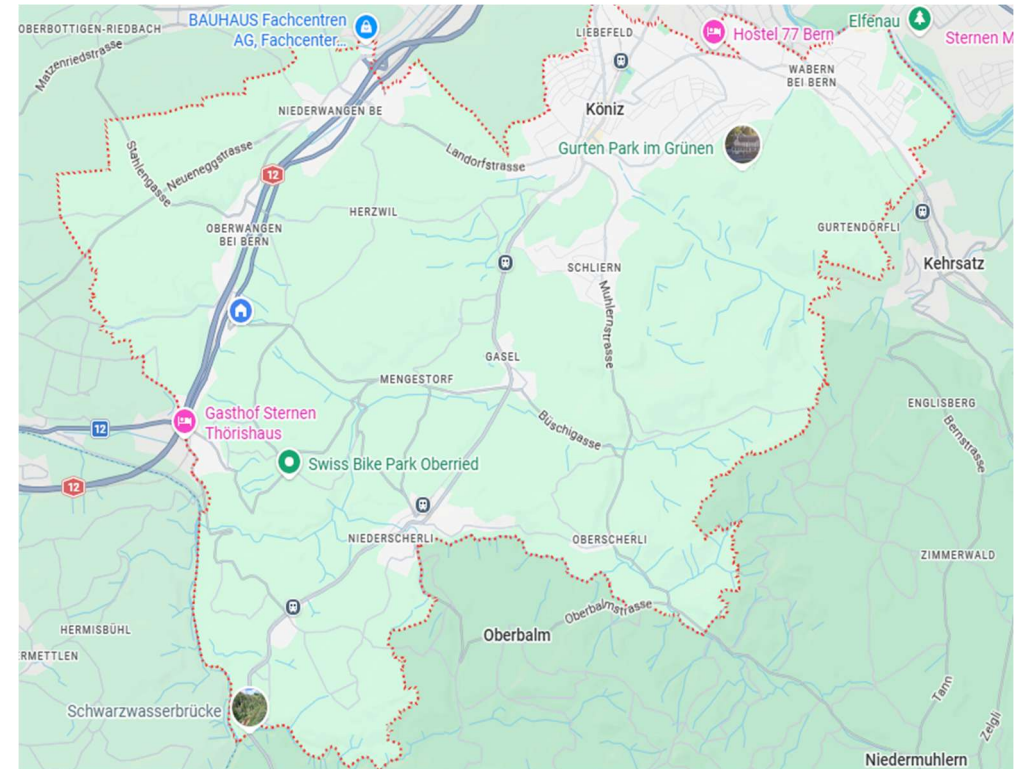 OBERBOTTIGEN-RIEDBACH
BAUHAUS Fachcentren
AG, Fachcenter...
Matzenriedstrasse
LIEBEFELD
Hostel 77 Bern
Elfenau
Sternen M
WABERN
BEI BERN
NIEDERWANGEN BE
Köniz
Gurten Park im Grünen
Stahlengasse
Neueneggstrasse
Landorfstrasse
12
HERZWIL
OBERWANGEN
BEI BERN
GURTENDÖRFLI
Kehrsatz
SCHLIERN
Muhlernstrasse
GASEL
MENGESTORF
ENGLISBERG
Bernstrasse
Büschigasse
Gasthof Sternen
Thörishaus
12
Swiss Bike Park Oberried
12
NIEDERSCHERLI
OBERSCHERLI
ZIMMERWALD
Oberbalmstrasse
Oberbalm
HERMISBÜHL
ERMETTLEN
Schwarzwasserbrücke
Tann
Zelgli
Niedermuhlern